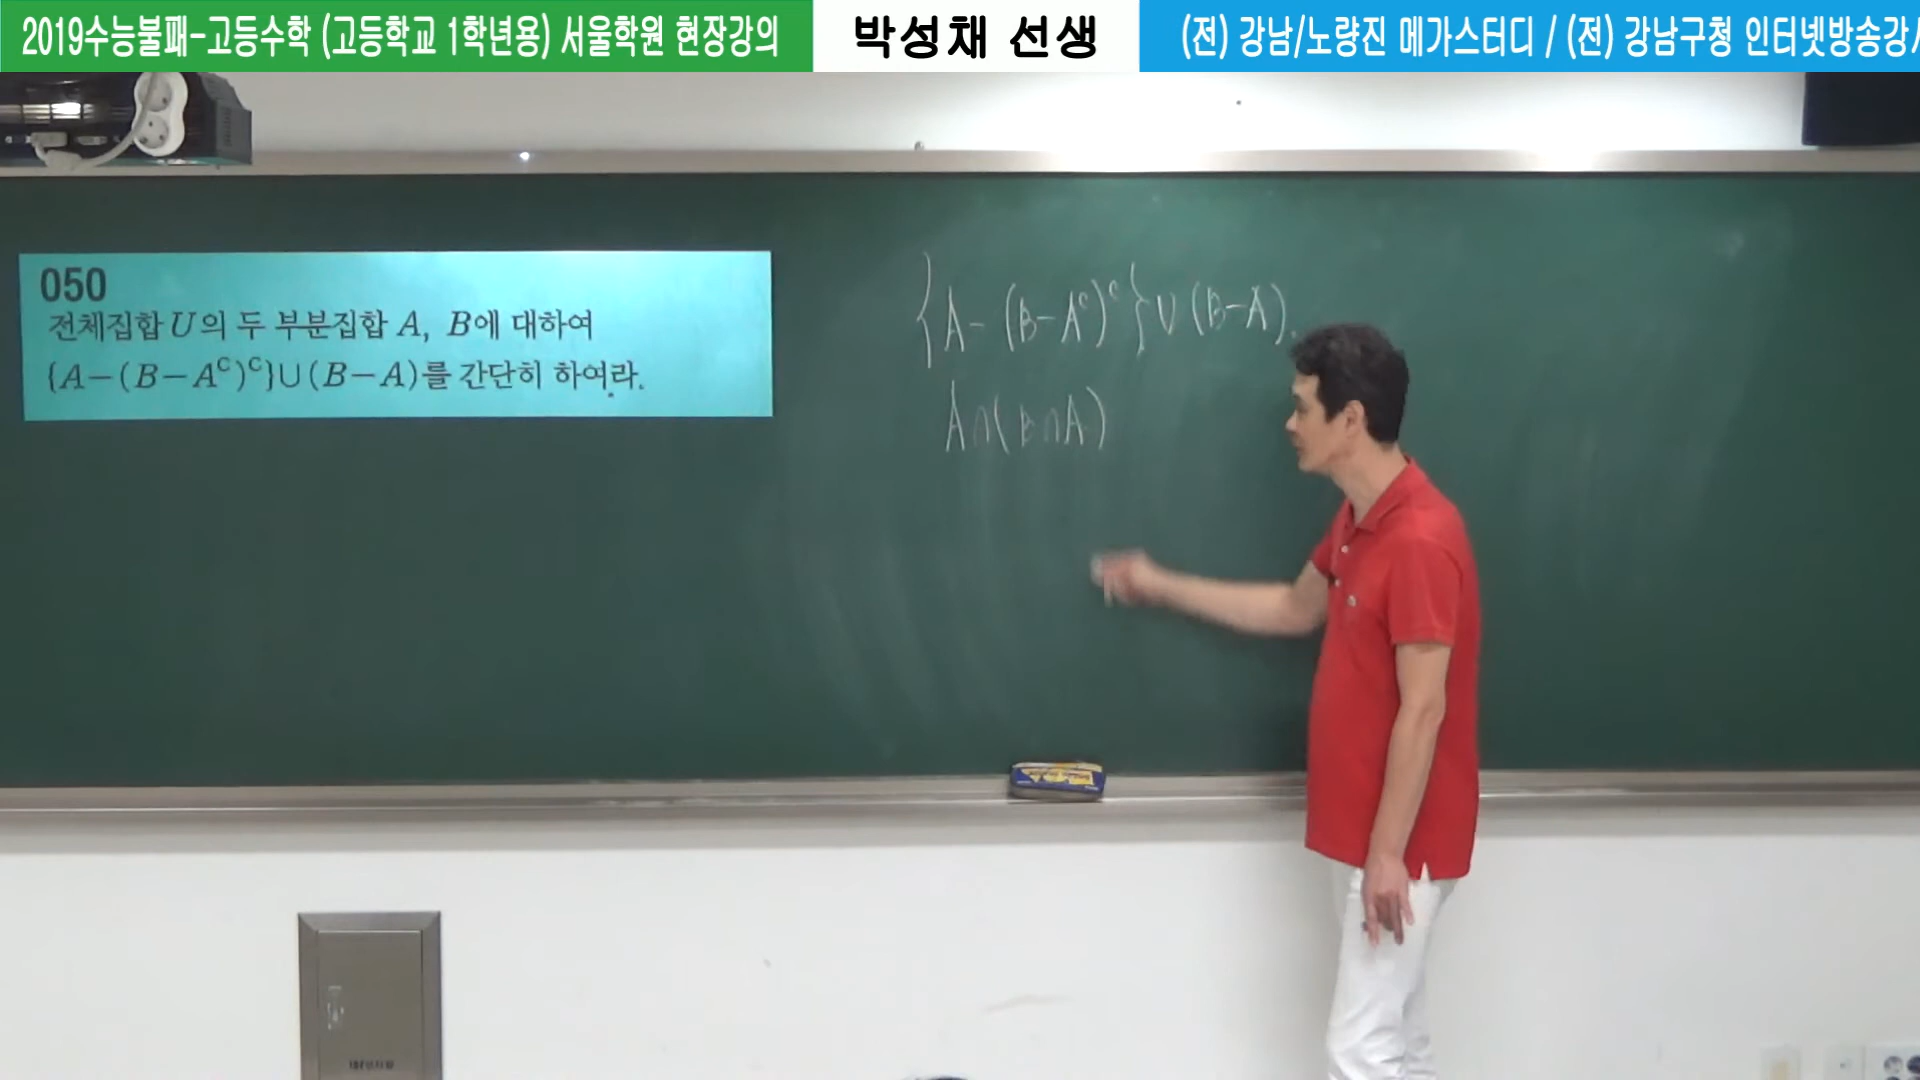 2019수능불패-고등수학 (고등학교 1학년용) 서울학원 현장강의
박성채 선생
(전) 강남/노량진 메가스터디 / (전) 강남구청 인터넷방송강사
050
전체집합 U의 두 부분집합 A, B에 대하여
{A-(B-Aᶜ)ᶜ}∪(B-A)를 간단히 하여라.
{A-(B-Aᶜ)ᶜ}∪(B-A).
A∩(B∩A)